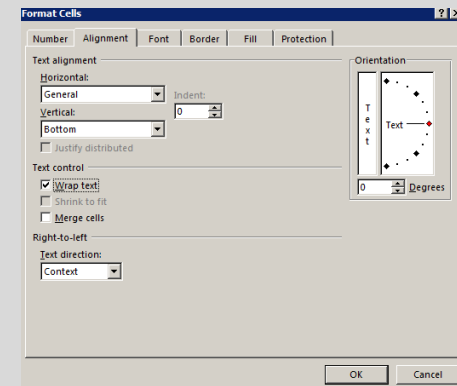 Format Cells
Number Alignment Font Border Fill Protection
Text alignment
Horizontal:
General
Indent:
0
Vertical:
Bottom
Justify distributed
Text control
Wrap text
Shrink to fit
Merge cells
Right-to-left
Text direction:
Context
Orientation
Text
Text
0 Degrees
OK Cancel